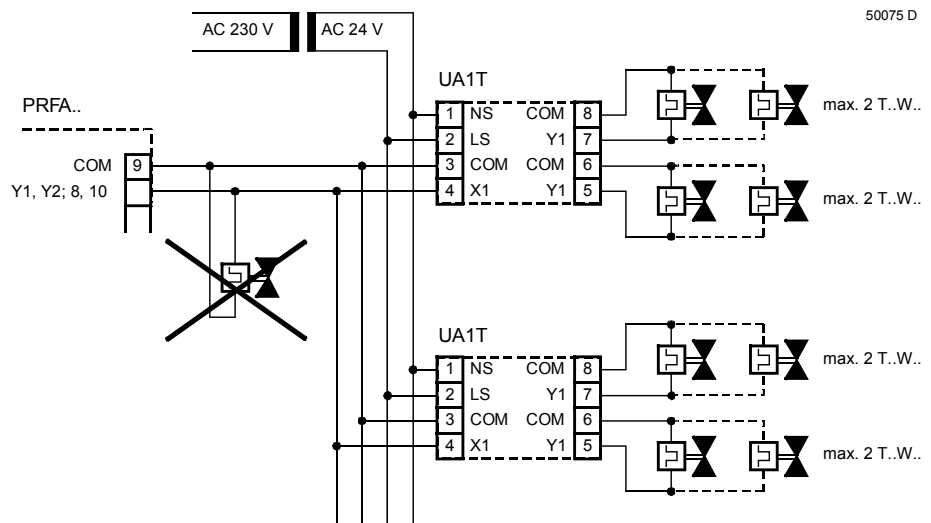 50075 D
AC 230 V AC 24 V
UA1T
PRFA..
1 NS COM 8
2 LS Y1 7
3 COM COM 6
4 X1 Y1 5
max. 2 T..W..
max. 2 T..W..
COM 9
Y1, Y2; 8, 10
UA1T
1 NS COM 8
2 LS Y1 7
3 COM COM 6
4 X1 Y1 5
max. 2 T..W..
max. 2 T..W..